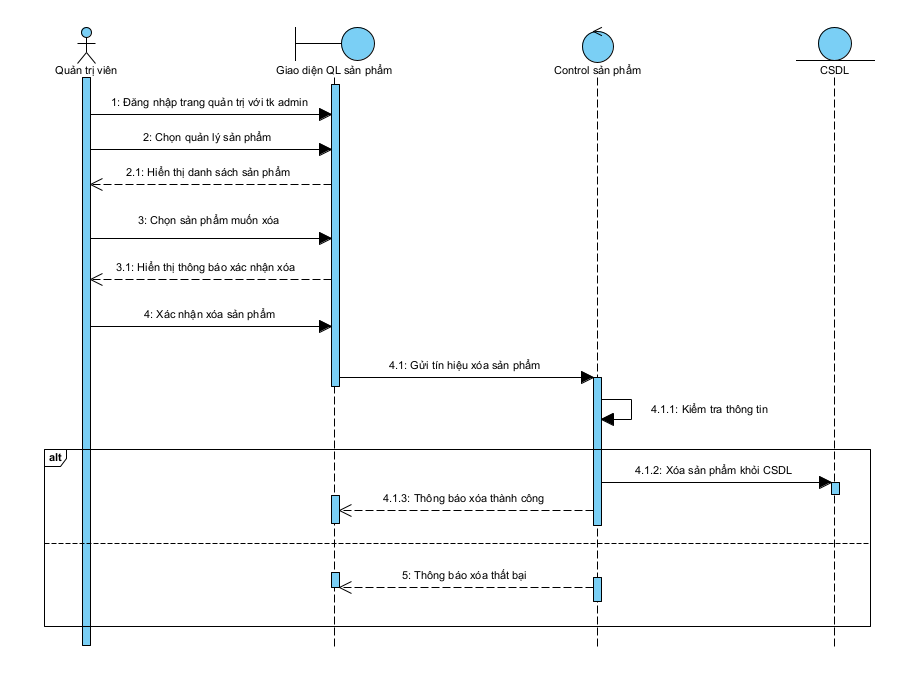 Quản trị viên
Giao diện QL sản phẩm
Control sản phẩm
CSDL
1: Đăng nhập trang quản trị với tk admin
2: Chọn quản lý sản phẩm
2.1: Hiển thị danh sách sản phẩm
3: Chọn sản phẩm muốn xóa
3.1: Hiển thị thông báo xác nhận xóa
4: Xác nhận xóa sản phẩm
4.1: Gửi tín hiệu xóa sản phẩm
4.1.1: Kiểm tra thông tin
alt
4.1.2: Xóa sản phẩm khỏi CSDL
4.1.3: Thông báo xóa thành công
5: Thông báo xóa thất bại